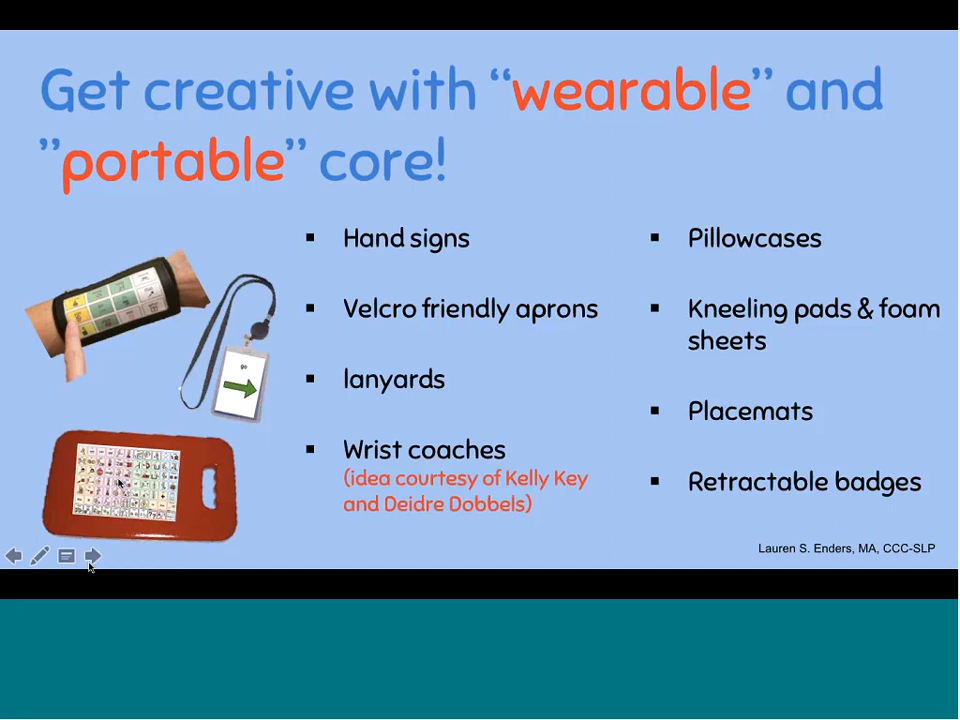 Get creative with “wearable” and
”portable” core!
Hand signs
Velcro friendly aprons
lanyards
Wrist coaches
(idea courtesy of Kelly Key
and Deidre Dobbels)
Pillowcases
Kneeling pads & foam
sheets
Placemats
Retractable badges
go
Lauren S. Enders, MA, CCC-SLP